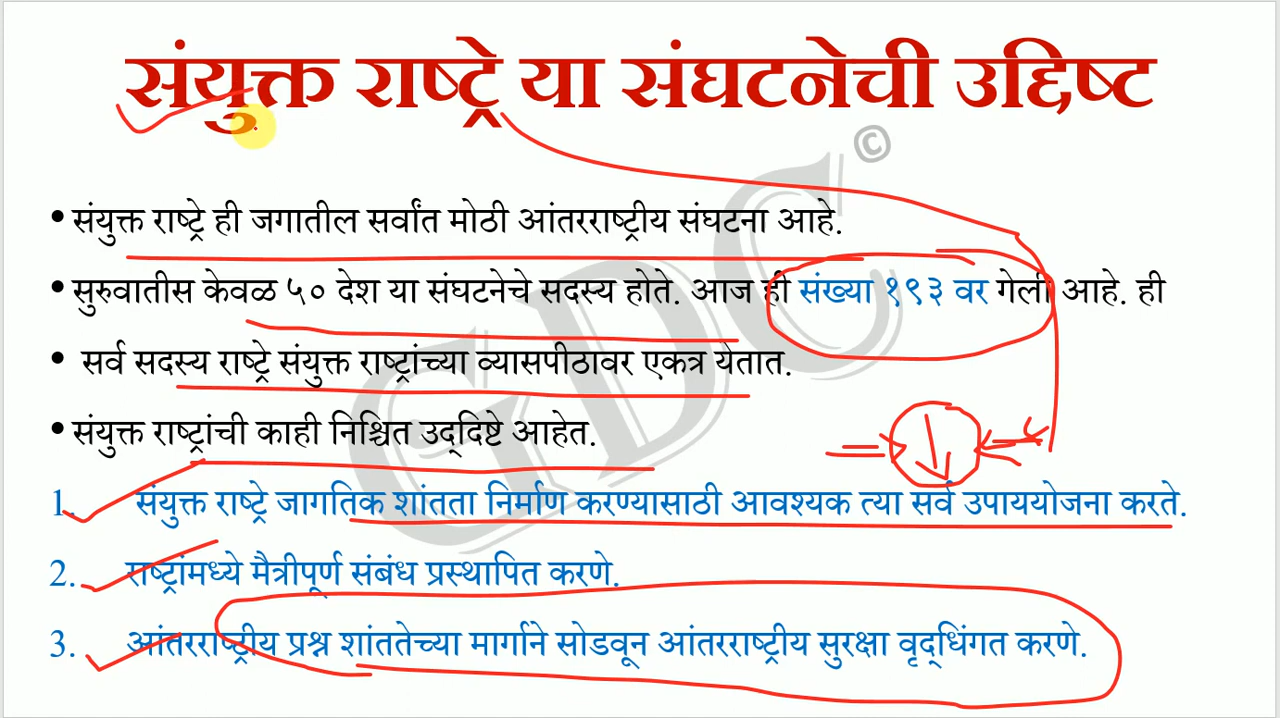 संयुक्त राष्ट्रे या संघटनेची उद्दिष्ट
©
GDC
• संयुक्त राष्ट्रे ही जगातील सर्वांत मोठी आंतरराष्ट्रीय संघटना आहे.
• सुरुवातीस केवळ ५० देश या संघटनेचे सदस्य होते. आज ही संख्या १९३ वर गेली आहे. ही
• सर्व सदस्य राष्ट्रे संयुक्त राष्ट्रांच्या व्यासपीठावर एकत्र येतात.
• संयुक्त राष्ट्रांची काही निश्चित उद्‌दिष्टे आहेत.
1. संयुक्त राष्ट्रे जागतिक शांतता निर्माण करण्यासाठी आवश्यक त्या सर्व उपाययोजना करते.
2. राष्ट्रांमध्ये मैत्रीपूर्ण संबंध प्रस्थापित करणे.
3. आंतरराष्ट्रीय प्रश्न शांततेच्या मार्गाने सोडवून आंतरराष्ट्रीय सुरक्षा वृद्‌धिंगत करणे.